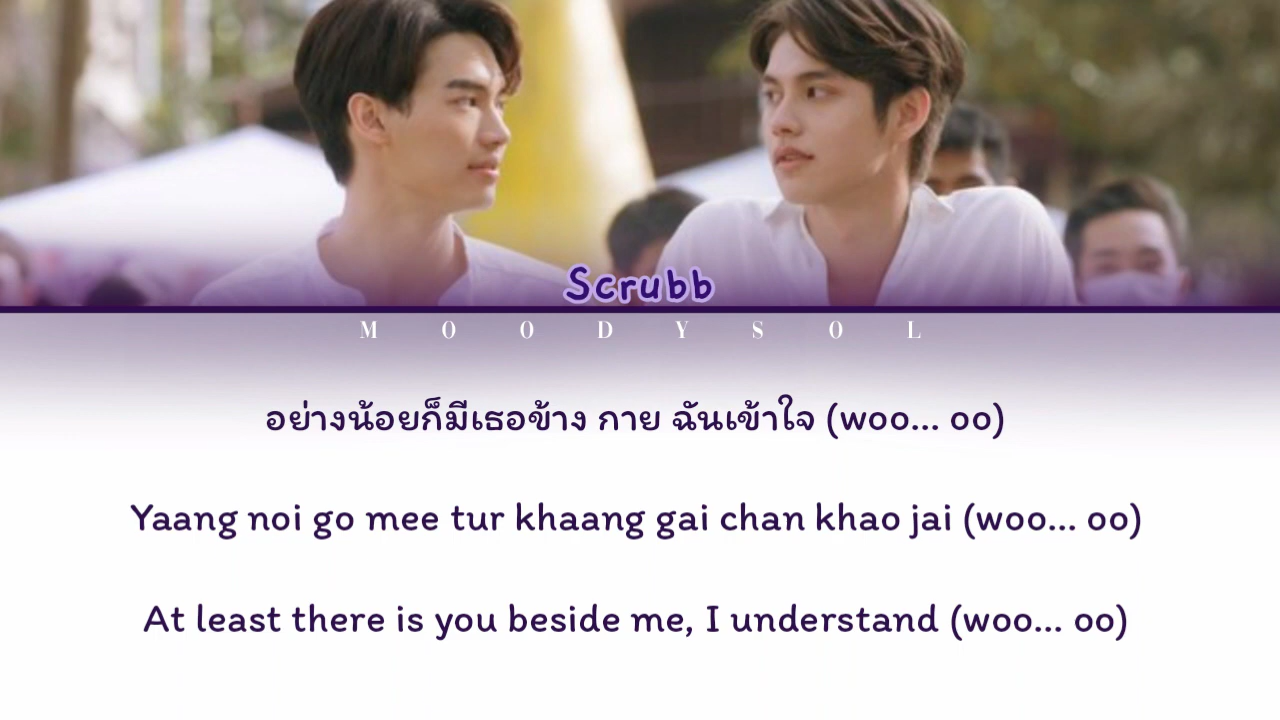 Scrubb
MOODYSOL
อย่างน้อยก็มีเธอข้าง กาย ฉันเข้าใจ (woo... oo)
Yaang noi go mee tur khaang gai chan khao jai (woo... oo)
At least there is you beside me, I understand (woo... oo)